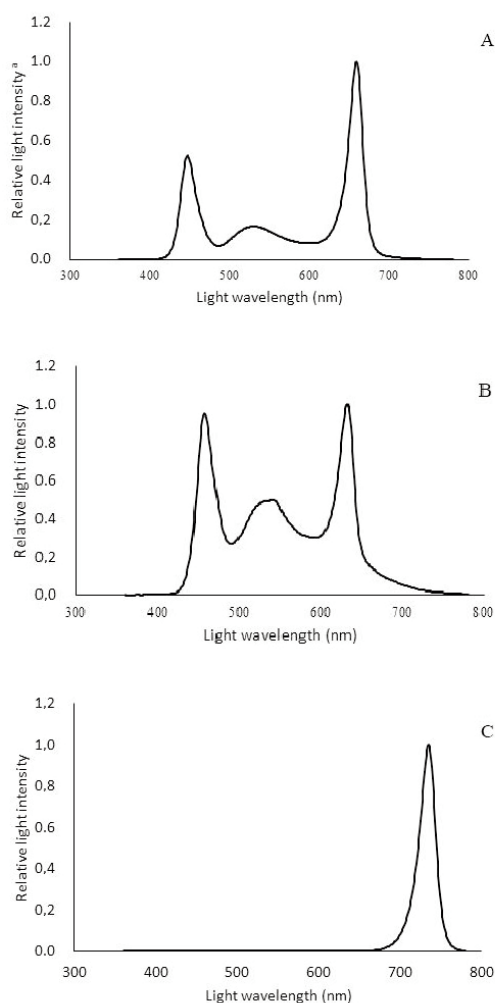 A
Relative light intensity ª
1.2
1.0
0.8
0.6
0.4
0,2
0.0
300 400 500 600 700 800
Light wavelength (nm)
B
Relative light intensity
1.2
1.0
0.8
0.6
0.4
0,2
0,0
300 400 500 600 700 800
Light wavelength (nm)
C
Relative light intensity
1,2
1,0
0.8
0.6
0,4
0,2
0.0
300 400 500 600 700 800
Light wavelength (nm)